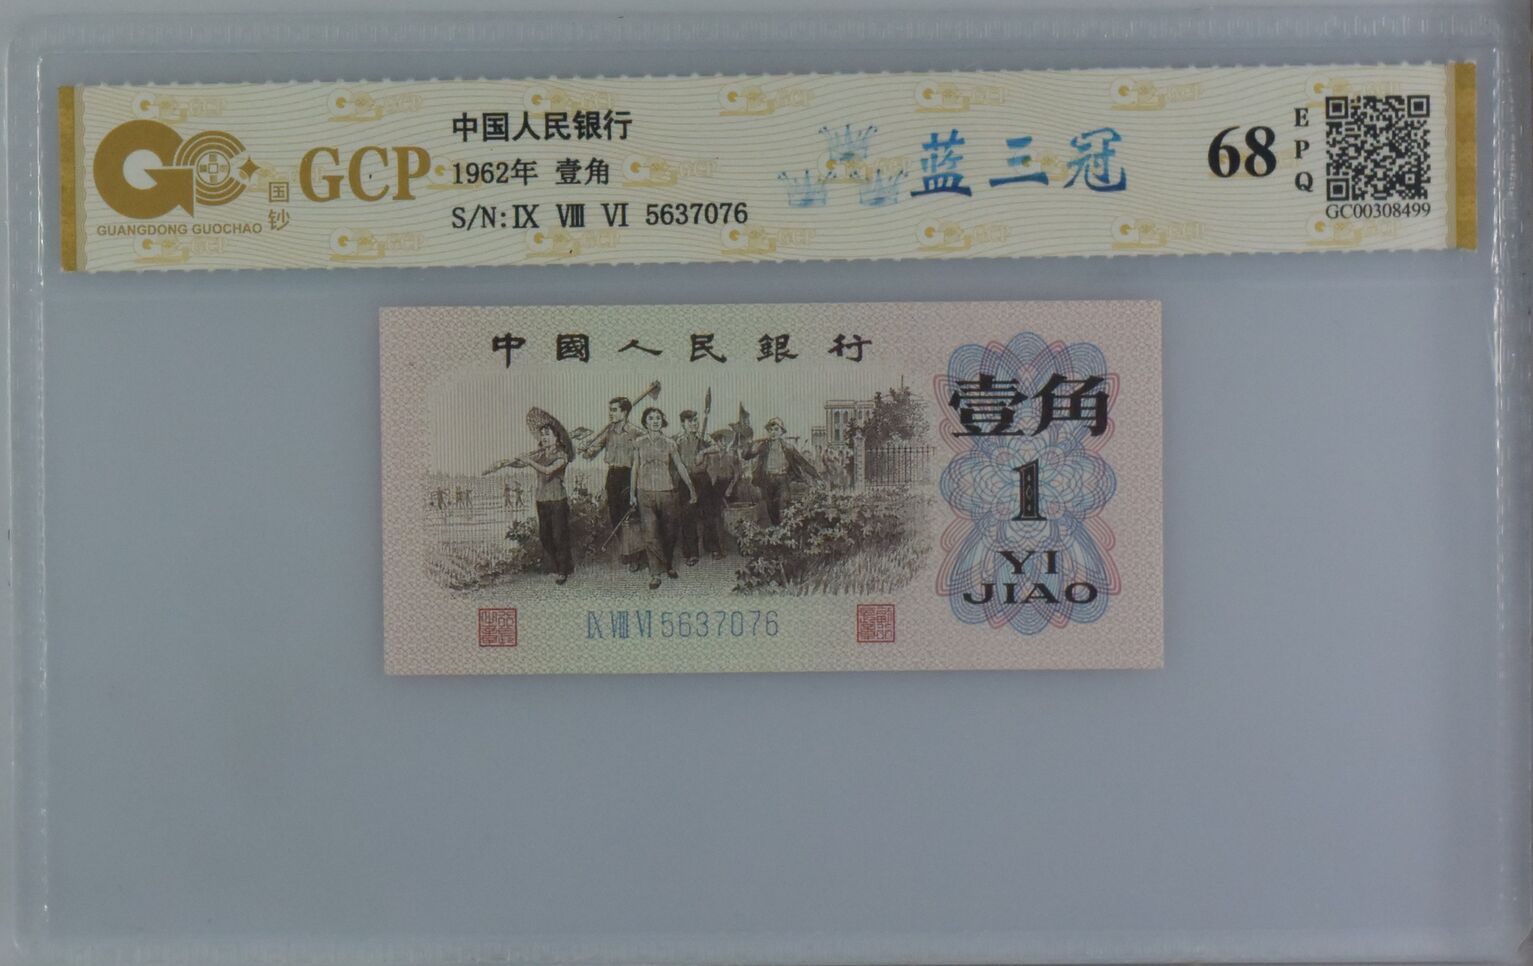 GCP
GUANGDONG GUOCHAO
国钞
中国人民银行
1962年 壹角
S/N:Ⅸ Ⅷ Ⅵ 5637076
蓝三冠
68
EPQ
GC00308499
中國人民銀行
壹角
1
YI
JIAO
Ⅸ Ⅷ Ⅵ 5637076